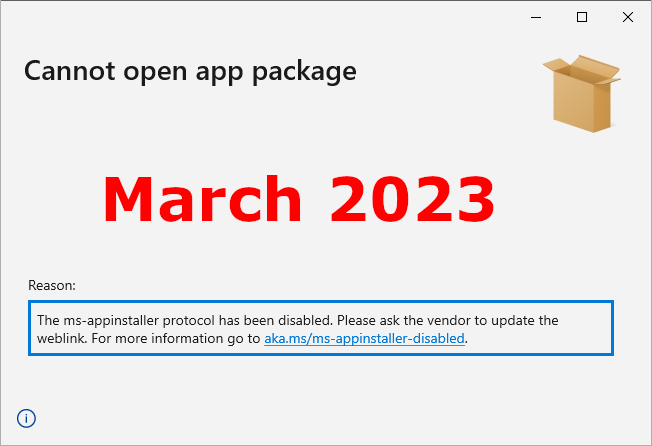 Cannot open app package
March 2023
Reason:
The ms-appinstaller protocol has been disabled. Please ask the vendor to update the
weblink. For more information go to aka.ms/ms-appinstaller-disabled.